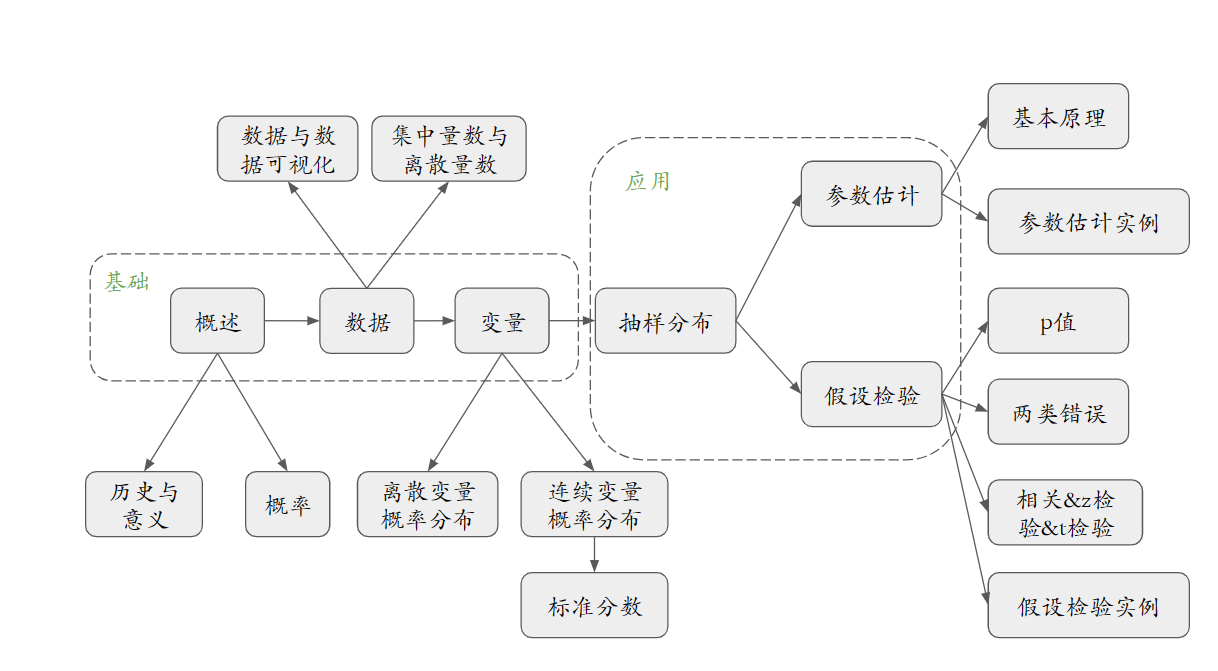 基本原理
数据与数
据可视化
集中量数与
离散量数
应用
参数估计
参数估计实例
基础
概述
数据
变量
抽样分布
p值
假设检验
两类错误
历史与
意义
概率
离散变量
概率分布
连续变量
概率分布
相关&z检
验&t检验
标准分数
假设检验实例